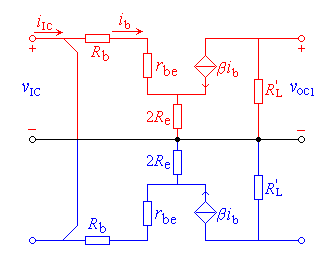 i_IC
i_b
+
R_b
r_be
βi_b
+
v_IC
R'_L
v_OC1
2R_e
−
−
2R_e
R'_L
R_b
r_be
βi_b